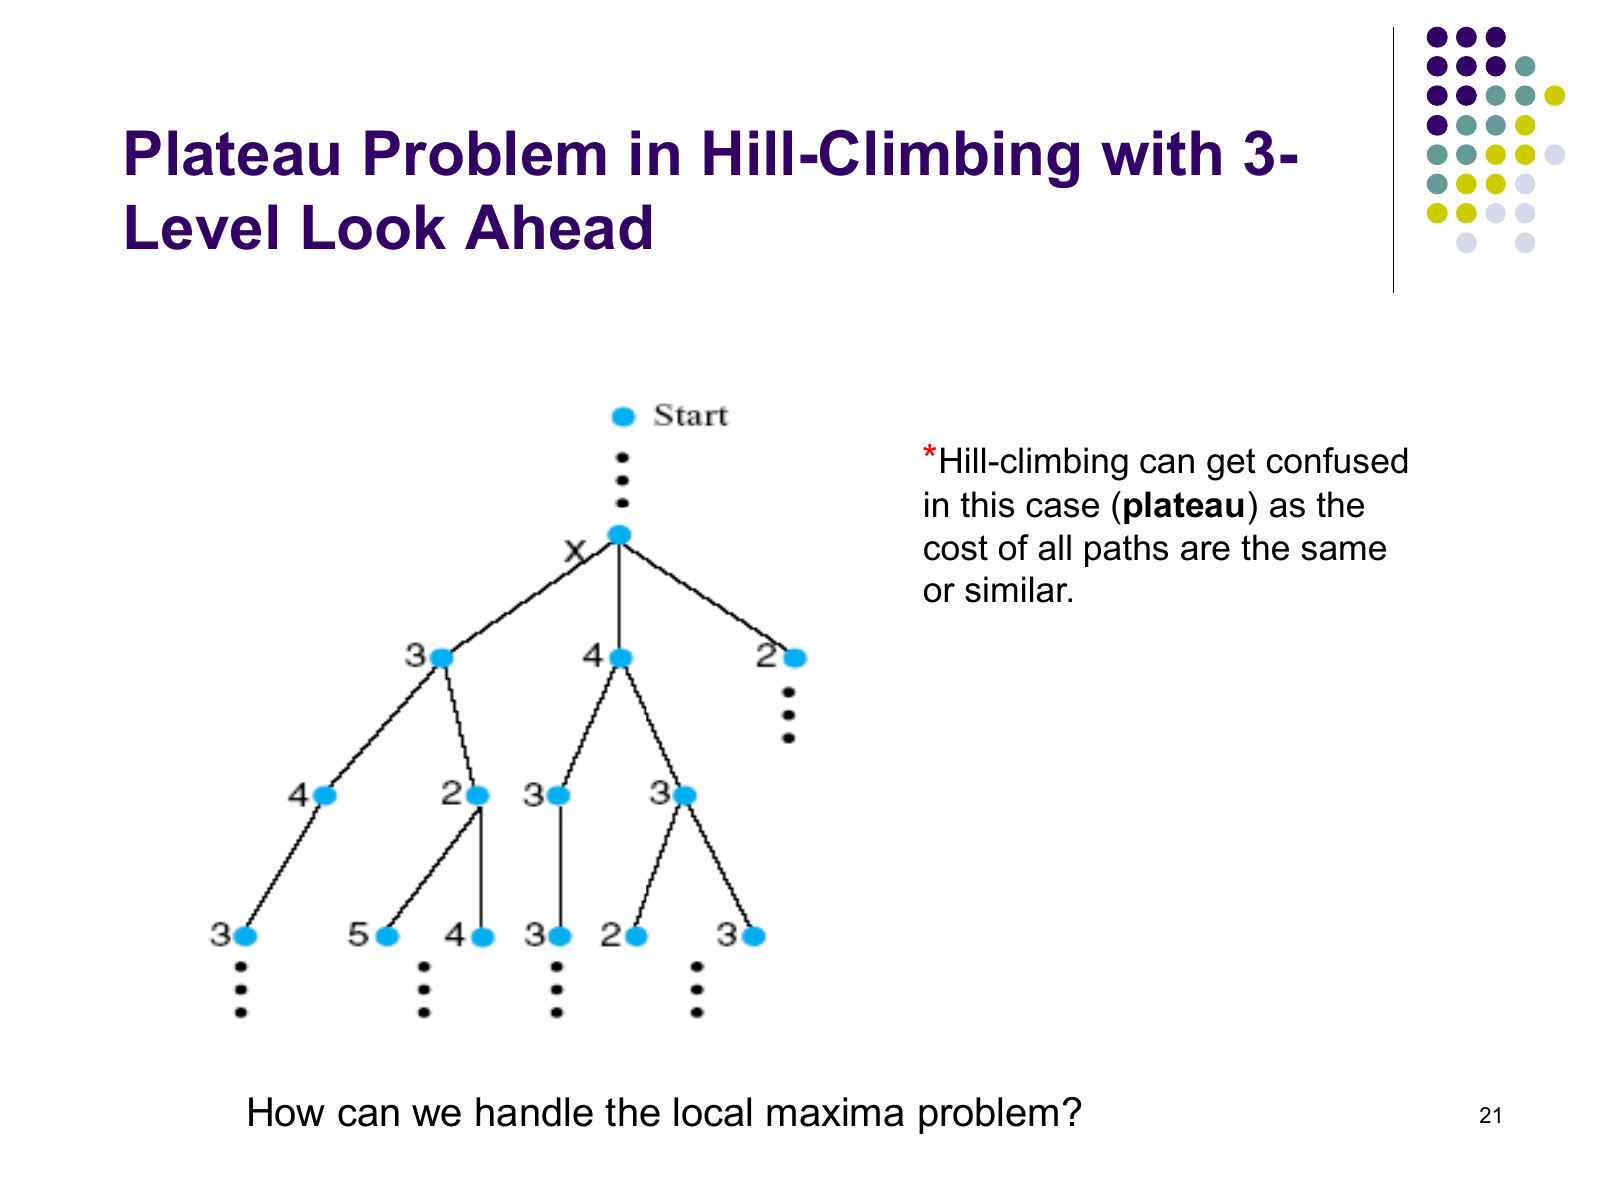 Plateau Problem in Hill-Climbing with 3-
Level Look Ahead
Start
*Hill-climbing can get confused
in this case (plateau) as the
cost of all paths are the same
or similar.
X
3 4 2
4 2 3 3
3 5 4 3 2 3
How can we handle the local maxima problem?
21